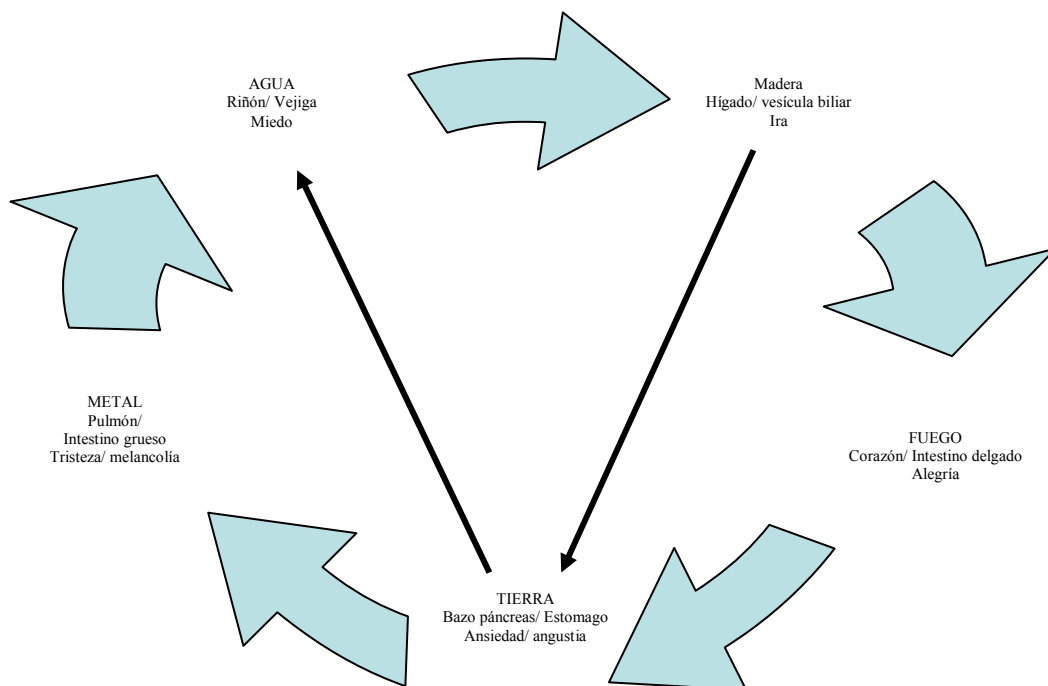 AGUA
Riñón/ Vejiga
Miedo
Madera
Hígado/ vesícula biliar
Ira
METAL
Pulmón/
Intestino grueso
Tristeza/ melancolía
FUEGO
Corazón/ Intestino delgado
Alegría
TIERRA
Bazo páncreas/ Estomago
Ansiedad/ angustia